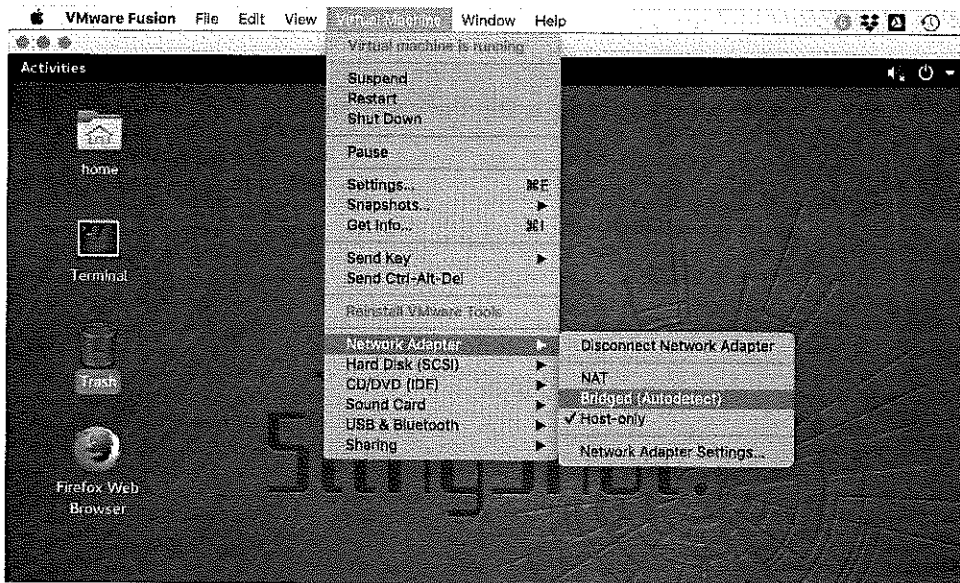 VMware Fusion File Edit View Virtual Machine Window Help
Virtual machine is running
Activities
Suspend
Restart
Shut Down
Pause
Settings... ⌘E
Snapshots...
Get Info... ⌘I
Send Key
Send Ctrl-Alt-Del
Reinstall VMware Tools
Network Adapter
Hard Disk (SCSI)
CD/DVD (IDE)
Sound Card
USB & Bluetooth
Sharing
Disconnect Network Adapter
NAT
Bridged (Autodetect)
✓ Host-only
Network Adapter Settings...
home
Terminal
Trash
Firefox Web
Browser
Slingshot.